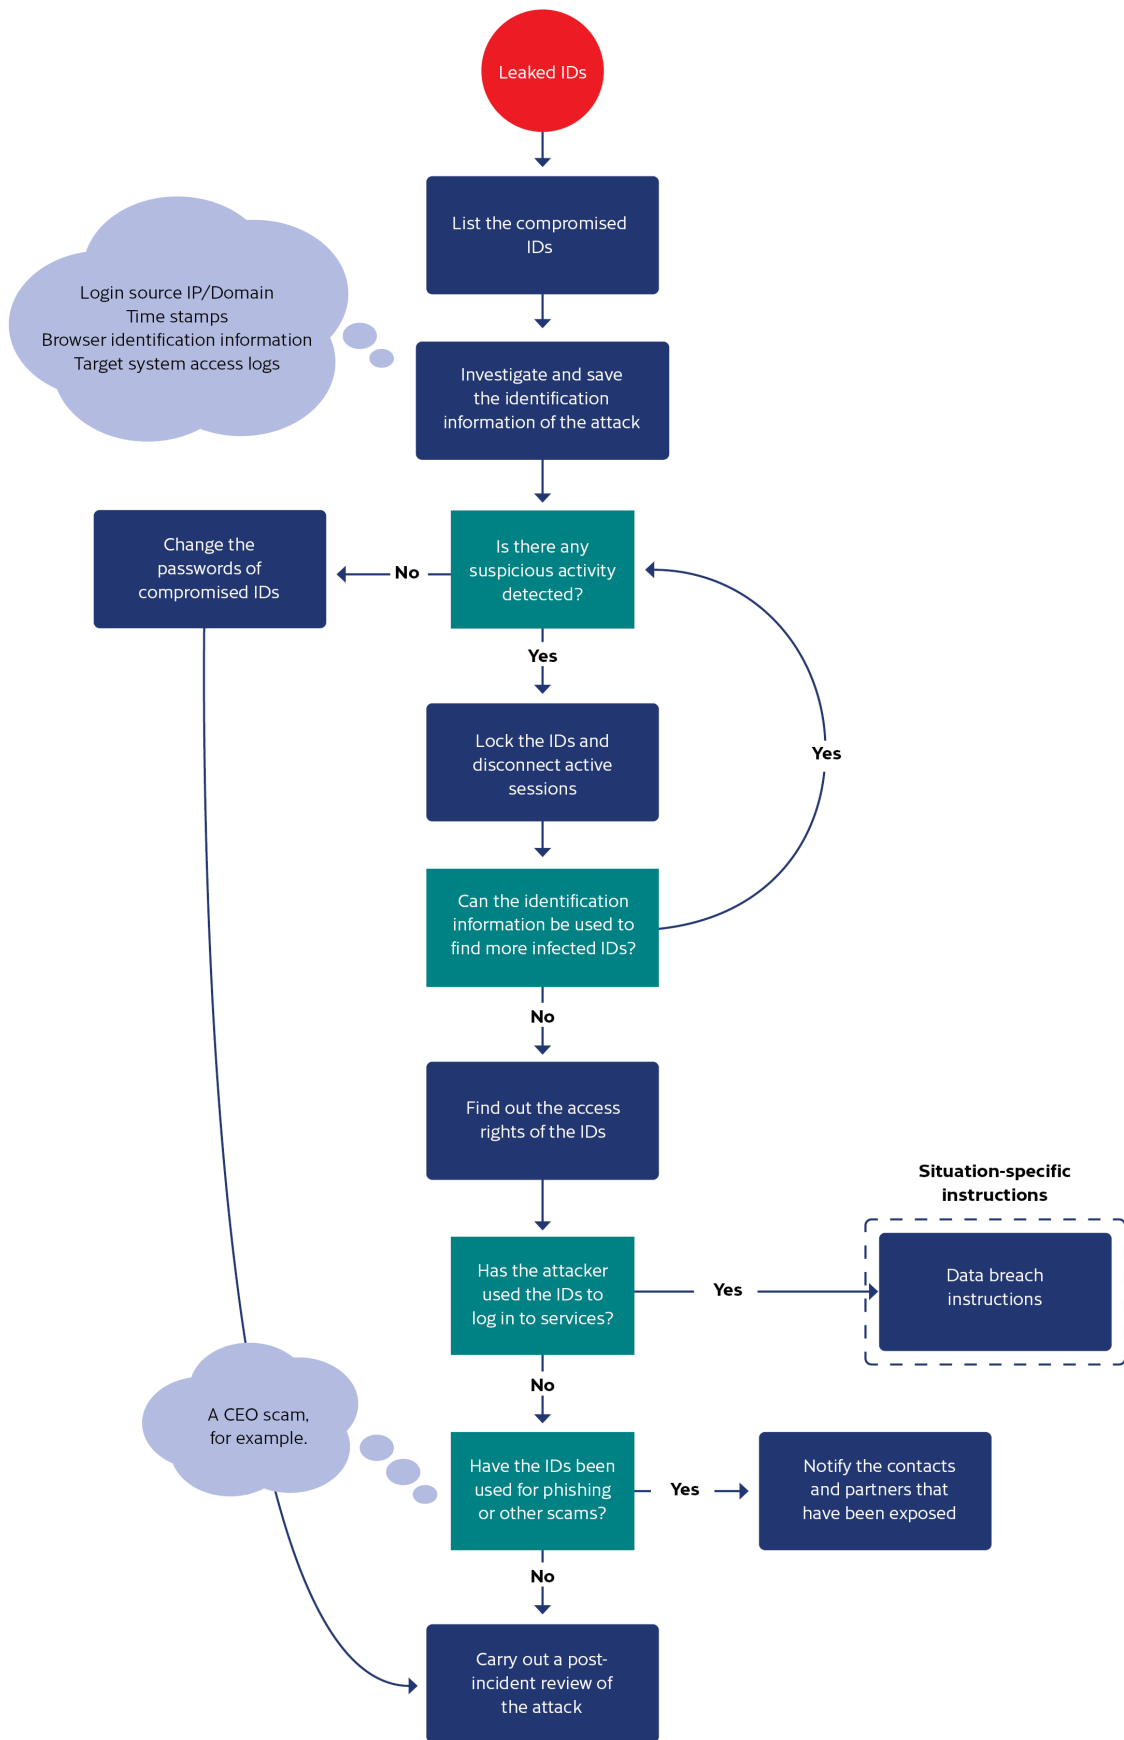 Leaked IDs
List the compromised
IDs
Login source IP/Domain
Time stamps
Browser identification information
Target system access logs
Investigate and save
the identification
information of the attack
Is there any
suspicious activity
detected?
No
Change the
passwords of
compromised IDs
Yes
Lock the IDs and
disconnect active
sessions
Yes
Can the identification
information be used to
find more infected IDs?
No
Find out the access
rights of the IDs
Situation-specific
instructions
Has the attacker
used the IDs to
log in to services?
Yes
Data breach
instructions
No
A CEO scam,
for example.
Have the IDs been
used for phishing
or other scams?
Yes
Notify the contacts
and partners that
have been exposed
No
Carry out a post-
incident review of
the attack